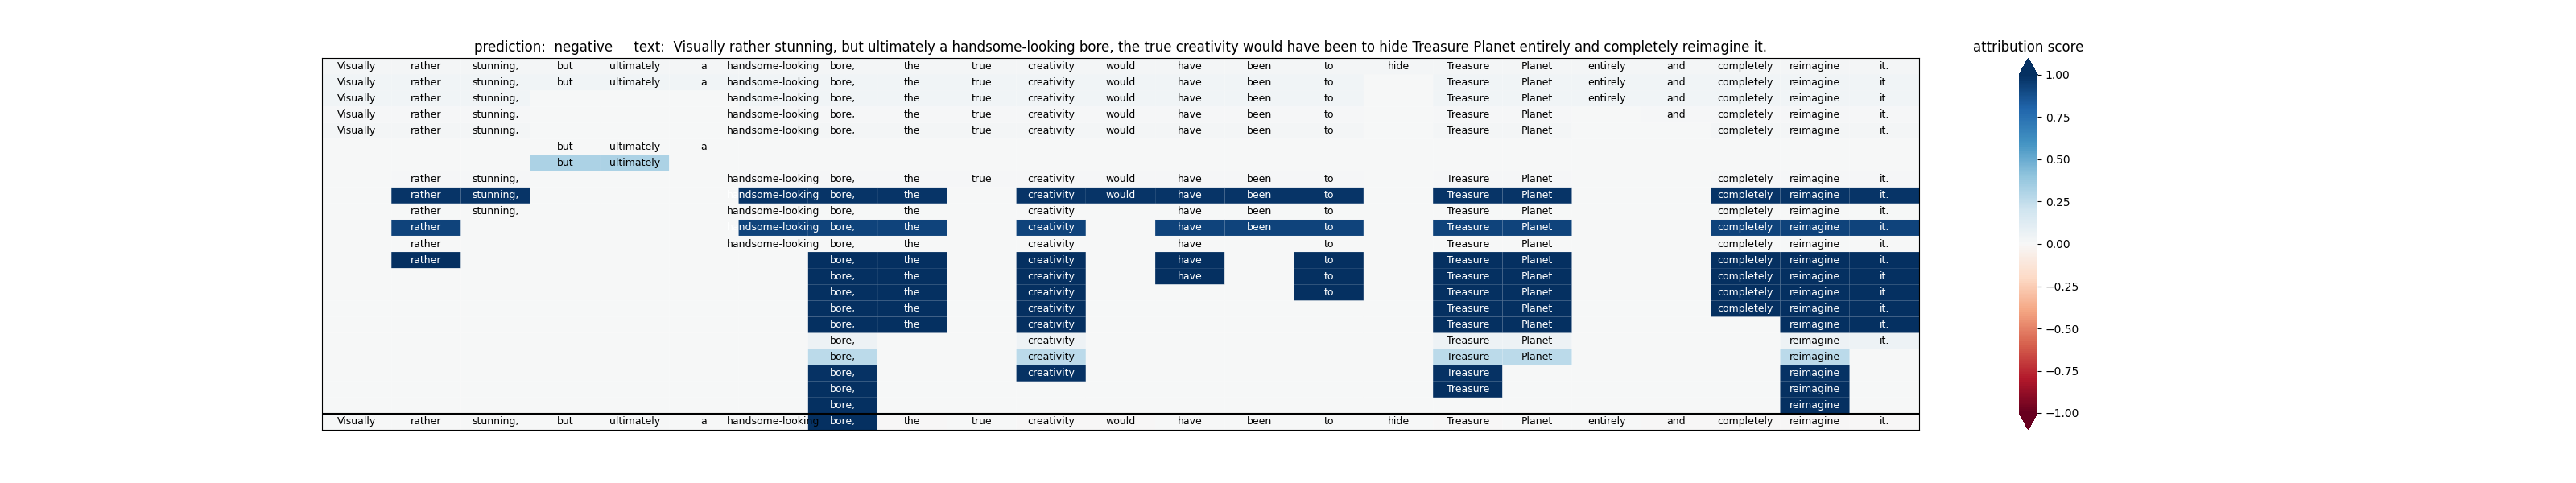 prediction: negative text: Visually rather stunning, but ultimately a handsome-looking bore, the true creativity would have been to hide Treasure Planet entirely and completely reimagine it.
attribution score
Visually rather stunning, but ultimately a handsome-looking bore, the true creativity would have been to hide Treasure Planet entirely and completely reimagine it.
Visually rather stunning, but ultimately a handsome-looking bore, the true creativity would have been to Treasure Planet entirely and completely reimagine it.
Visually rather stunning, handsome-looking bore, the true creativity would have been to Treasure Planet entirely and completely reimagine it.
Visually rather stunning, handsome-looking bore, the true creativity would have been to Treasure Planet and completely reimagine it.
Visually rather stunning, handsome-looking bore, the true creativity would have been to Treasure Planet completely reimagine it.
but ultimately a
but ultimately
rather stunning, handsome-looking bore, the true creativity would have been to Treasure Planet completely reimagine it.
rather stunning, ndsome-looking bore, the creativity would have been to Treasure Planet completely reimagine it.
rather stunning, handsome-looking bore, the creativity have been to Treasure Planet completely reimagine it.
rather ndsome-looking bore, the creativity have been to Treasure Planet completely reimagine it.
rather handsome-looking bore, the creativity have to Treasure Planet completely reimagine it.
rather bore, the creativity have to Treasure Planet completely reimagine it.
bore, the creativity have to Treasure Planet completely reimagine it.
bore, the creativity to Treasure Planet completely reimagine it.
bore, the creativity Treasure Planet completely reimagine it.
bore, the creativity Treasure Planet reimagine it.
bore, creativity Treasure Planet reimagine it.
bore, creativity Treasure Planet reimagine
bore, creativity Treasure reimagine
bore, Treasure reimagine
bore, reimagine
Visually rather stunning, but ultimately a handsome-looking bore, the true creativity would have been to hide Treasure Planet entirely and completely reimagine it.
1.00
0.75
0.50
0.25
0.00
−0.25
−0.50
−0.75
−1.00